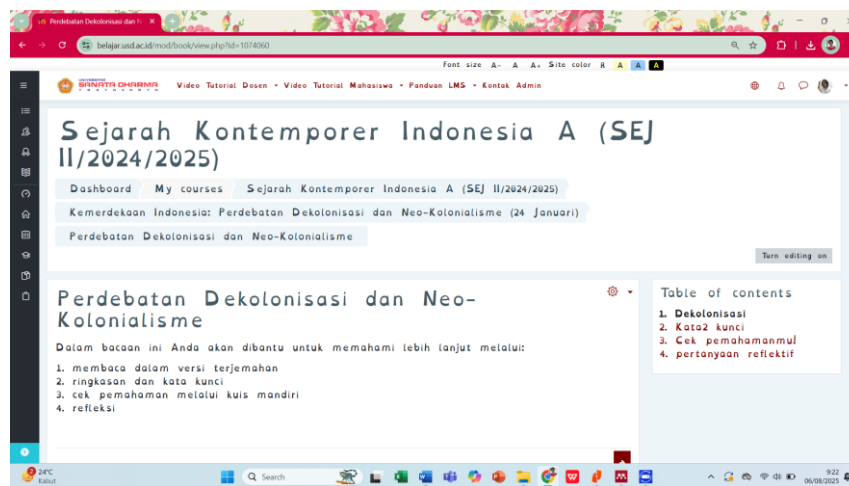 Perdebatan Dekolonisasi dan N
belajar.usd.ac.id/mod/book/view.php?id=1074060
Font size A- A A+ Site color R A A A
UNIVERSITAS
SANATA DHARMA
Video Tutorial Dosen Video Tutorial Mahasiswa Panduan LMS Kontak Admin
Sejarah Kontemporer Indonesia A (SEJ
II/2024/2025)
Dashboard My courses Sejarah Kontemporer Indonesia A (SEJ II/2024/2025)
Kemerdekaan Indonesia: Perdebatan Dekolonisasi dan Neo-Kolonialisme (24 Januari)
Perdebatan Dekolonisasi dan Neo-Kolonialisme
Turn editing on
Perdebatan Dekolonisasi dan Neo-
Kolonialisme
Dalam bacaan ini Anda akan dibantu untuk memahami lebih lanjut melalui:
1. membaca dalam versi terjemahan
2. ringkasan dan kata kunci
3. cek pemahaman melalui kuis mandiri
4. refleksi
Table of contents
1. Dekolonisasi
2. Kata2 kunci
3. Cek pemahamanmu!
4. pertanyaan reflektif
2
24°C
Kabut
Search
9:22
06/08/2025